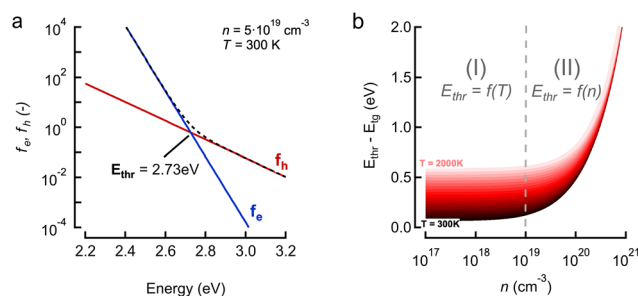 a
n = 5·10^19 cm^-3
T = 300 K
f_e, f_h (-)
10^4
10^2
10^0
10^-2
10^-4
E_thr = 2.73eV
f_h
f_e
2.2
2.4
2.6
2.8
3.0
3.2
Energy (eV)
b
E_thr - E_tg (eV)
2.0
1.5
1.0
0.5
0.0
(I)
E_thr = f(T)
(II)
E_thr = f(n)
T = 2000K
T = 300K
10^17
10^18
10^19
10^20
10^21
n (cm^-3)